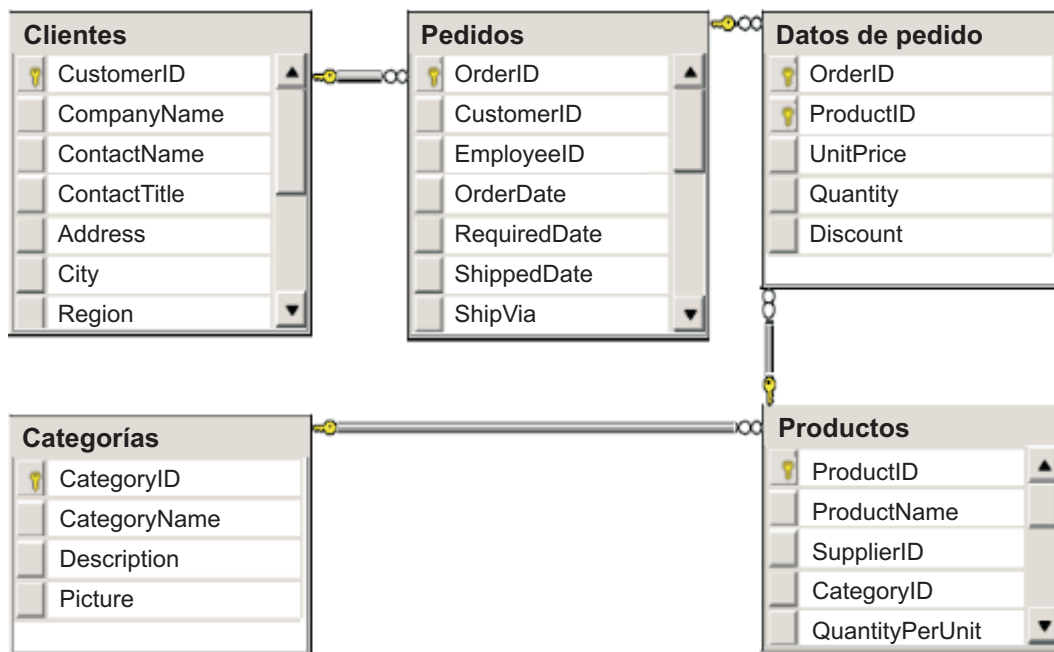 Clientes
CustomerID
CompanyName
ContactName
ContactTitle
Address
City
Region
Pedidos
OrderID
CustomerID
EmployeeID
OrderDate
RequiredDate
ShippedDate
ShipVia
Datos de pedido
OrderID
ProductID
UnitPrice
Quantity
Discount
Categorías
CategoryID
CategoryName
Description
Picture
Productos
ProductID
ProductName
SupplierID
CategoryID
QuantityPerUnit